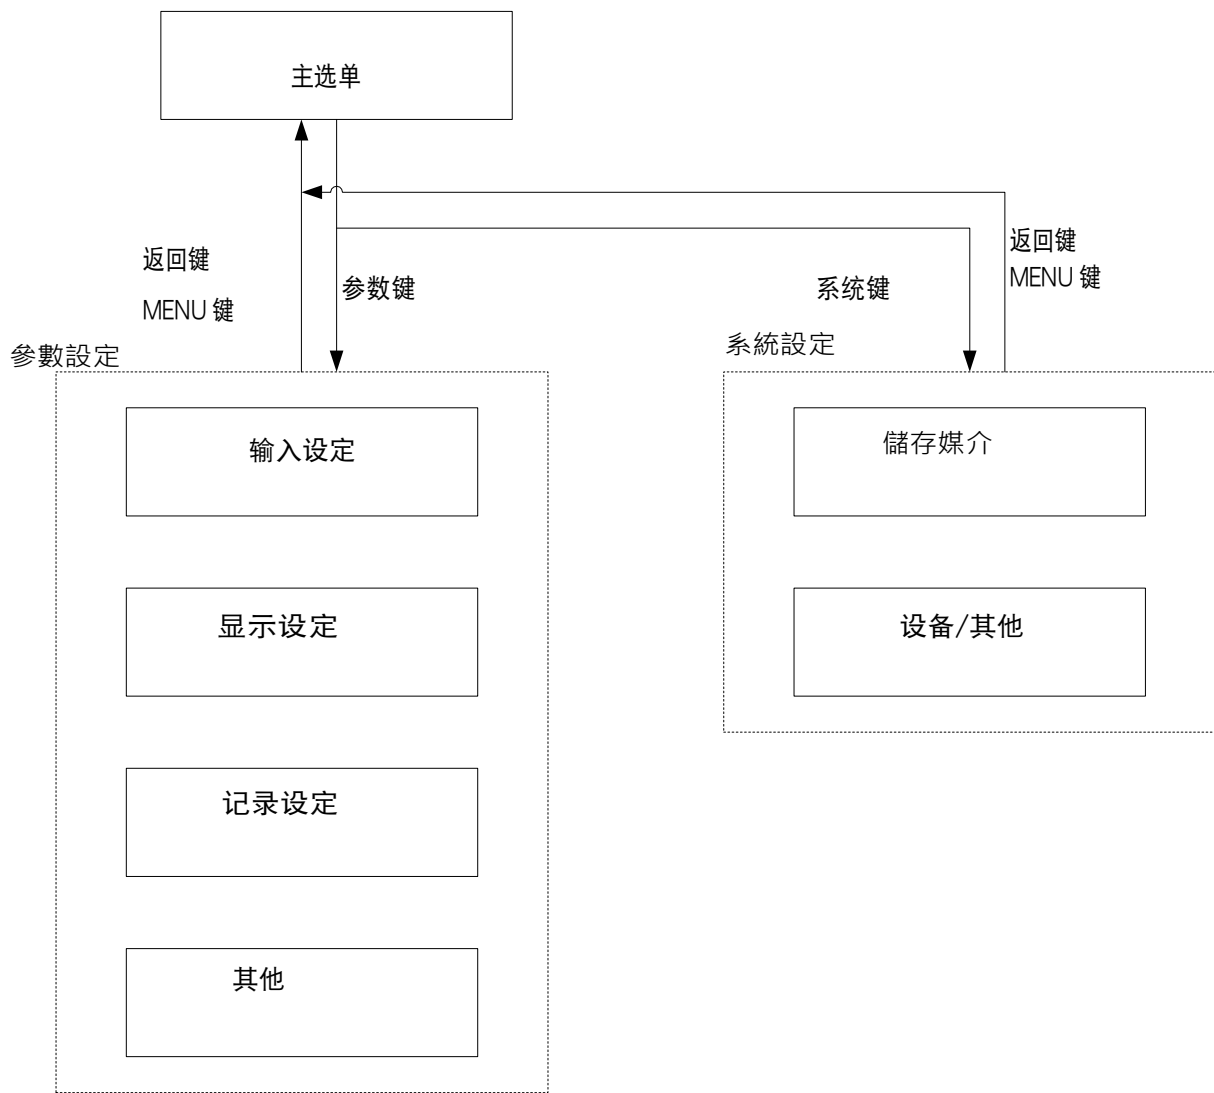 主选单
返回键
MENU 键
参数键
系统键
返回键
MENU 键
參數設定
系統設定
输入设定
显示设定
记录设定
其他
儲存媒介
设备/其他